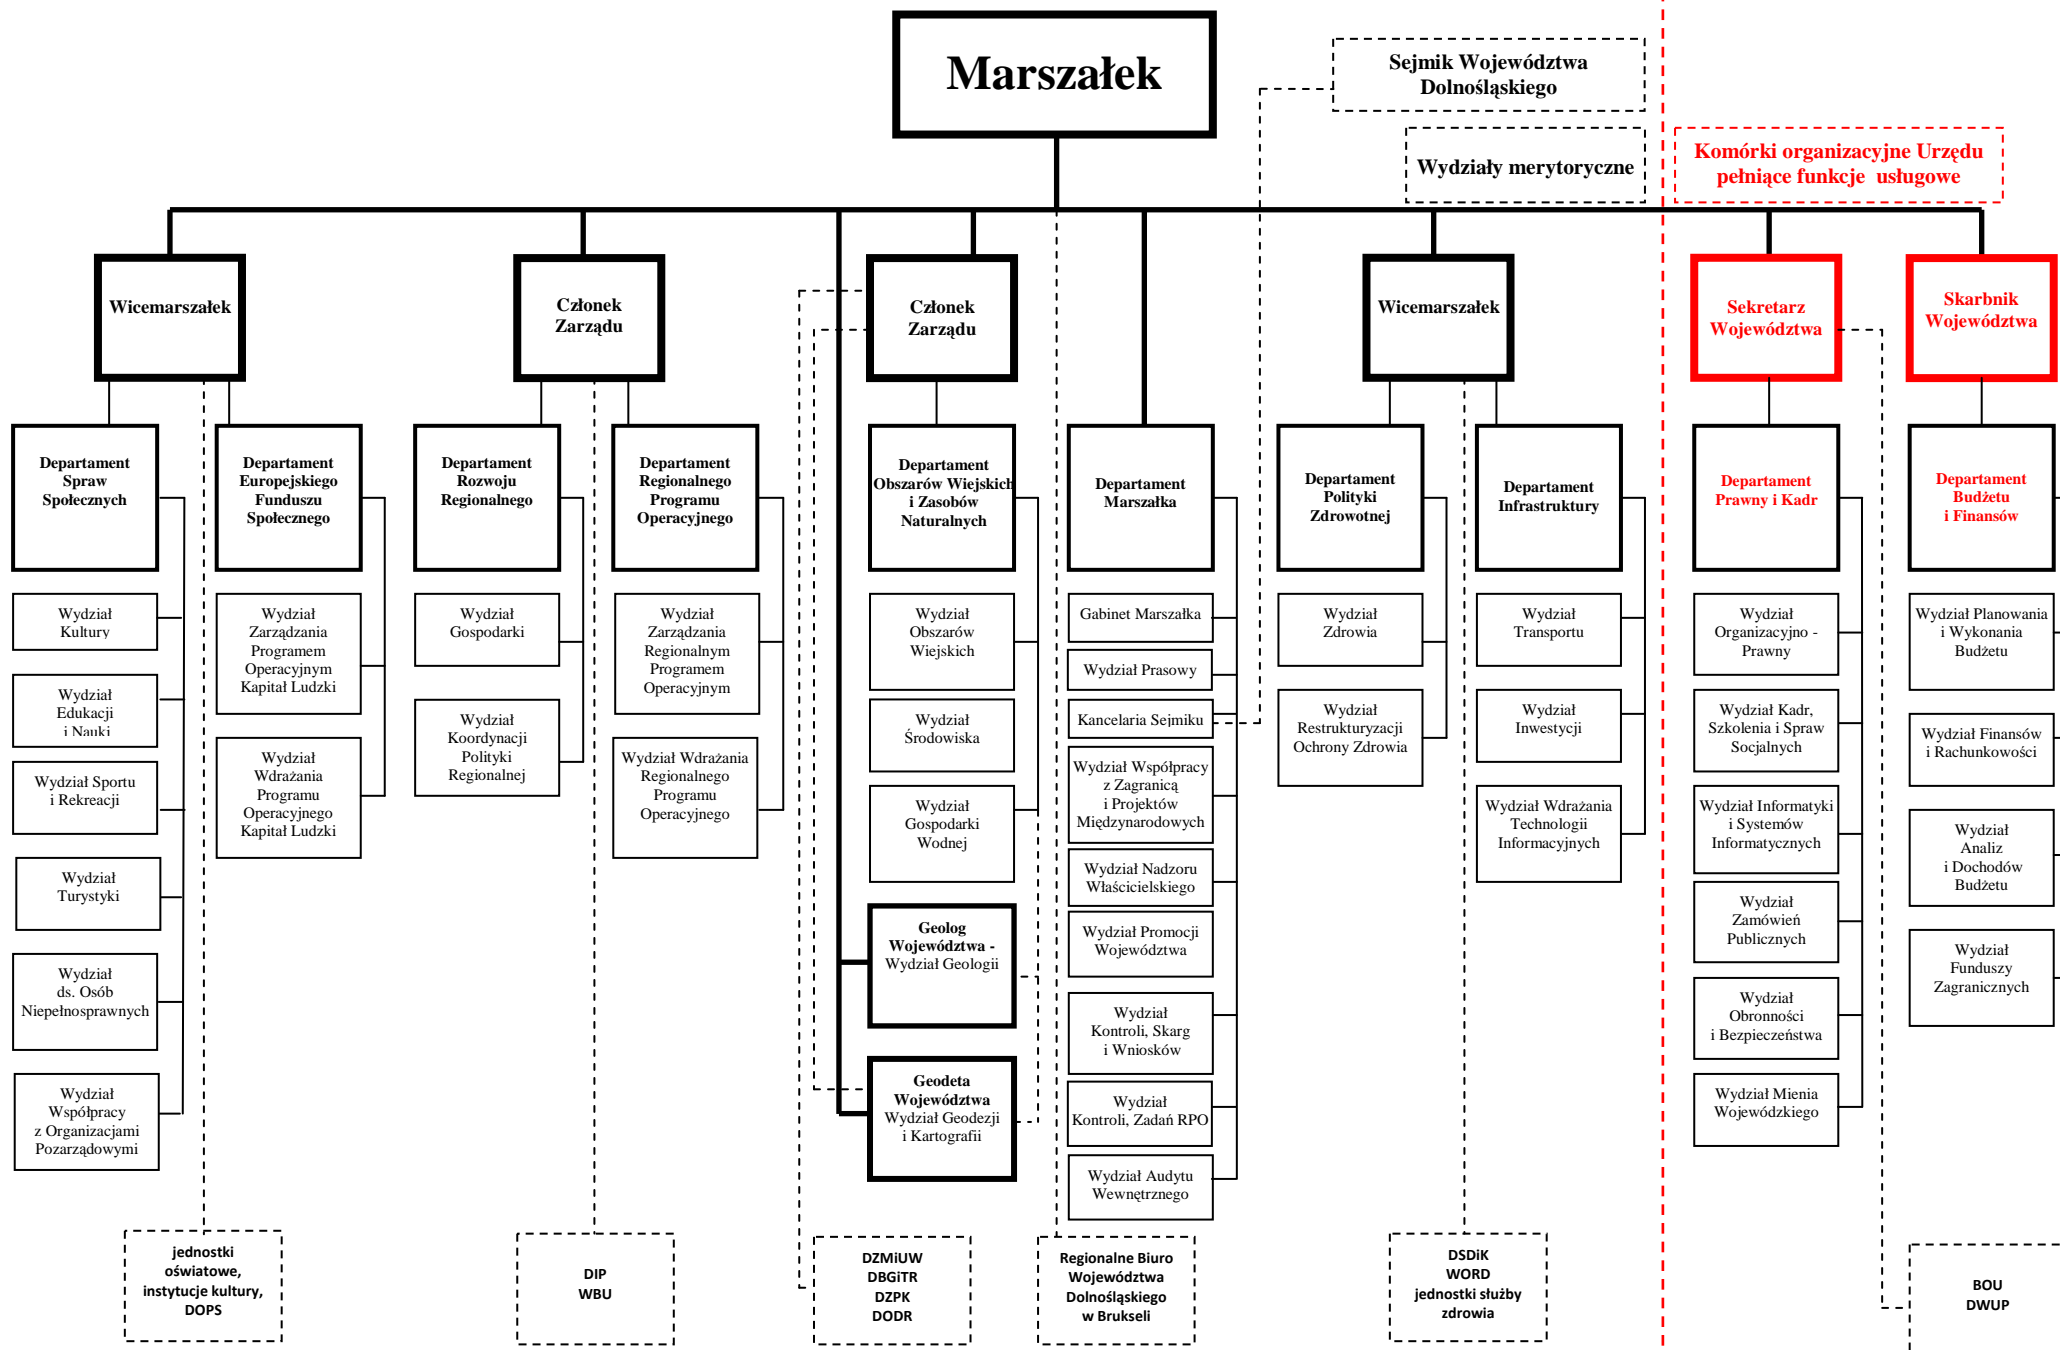 Marszałek
Sejmik Województwa
Dolnośląskiego
Wydziały merytoryczne
Komórki organizacyjne Urzędu
pełniące funkcje usługowe
Wicemarszałek
Członek
Zarządu
Członek
Zarządu
Wicemarszałek
Sekretarz
Województwa
Skarbnik
Województwa
Departament
Spraw
Społecznych
Departament
Europejskiego
Funduszu
Społecznego
Departament
Rozwoju
Regionalnego
Departament
Regionalnego
Programu
Operacyjnego
Departament
Obszarów Wiejskich
i Zasobów
Naturalnych
Departament
Marszałka
Departament
Polityki
Zdrowotnej
Departament
Infrastruktury
Departament
Prawny i Kadr
Departament
Budżetu
i Finansów
Wydział
Kultury
Wydział
Edukacji
i Nauki
Wydział Sportu
i Rekreacji
Wydział
Turystyki
Wydział
ds. Osób
Niepełnosprawnych
Wydział
Współpracy
z Organizacjami
Pozarządowymi
Wydział
Zarządzania
Programem
Operacyjnym
Kapitał Ludzki
Wydział
Wdrażania
Programu
Operacyjnego
Kapitał Ludzki
Wydział
Gospodarki
Wydział
Koordynacji
Polityki
Regionalnej
Wydział
Zarządzania
Regionalnym
Programem
Operacyjnym
Wydział Wdrażania
Regionalnego
Programu
Operacyjnego
Wydział
Obszarów
Wiejskich
Wydział
Środowiska
Wydział
Gospodarki
Wodnej
Geolog
Województwa -
Wydział Geologii
Geodeta
Województwa
Wydział Geodezji
i Kartografii
Gabinet Marszałka
Wydział Prasowy
Kancelaria Sejmiku
Wydział Współpracy
z Zagranicą
i Projektów
Międzynarodowych
Wydział Nadzoru
Właścicielskiego
Wydział Promocji
Województwa
Wydział
Kontroli, Skarg
i Wniosków
Wydział
Kontroli, Zadań RPO
Wydział Audytu
Wewnętrznego
Wydział
Zdrowia
Wydział
Restrukturyzacji
Ochrony Zdrowia
Wydział
Transportu
Wydział
Inwestycji
Wydział Wdrażania
Technologii
Informacyjnych
Wydział
Organizacyjno -
Prawny
Wydział Kadr,
Szkolenia i Spraw
Socjalnych
Wydział Informatyki
i Systemów
Informatycznych
Wydział
Zamówień
Publicznych
Wydział
Obronności
i Bezpieczeństwa
Wydział Mienia
Wojewódzkiego
Wydział Planowania
i Wykonania
Budżetu
Wydział Finansów
i Rachunkowości
Wydział
Analiz
i Dochodów
Budżetu
Wydział
Funduszy
Zagranicznych
jednostki
oświatowe,
instytucje kultury,
DOPS
DIP
WBU
DZMiUW
DBGiTR
DZPK
DODR
Regionalne Biuro
Województwa
Dolnośląskiego
w Brukseli
DSDiK
WORD
jednostki służby
zdrowia
BOU
DWUP